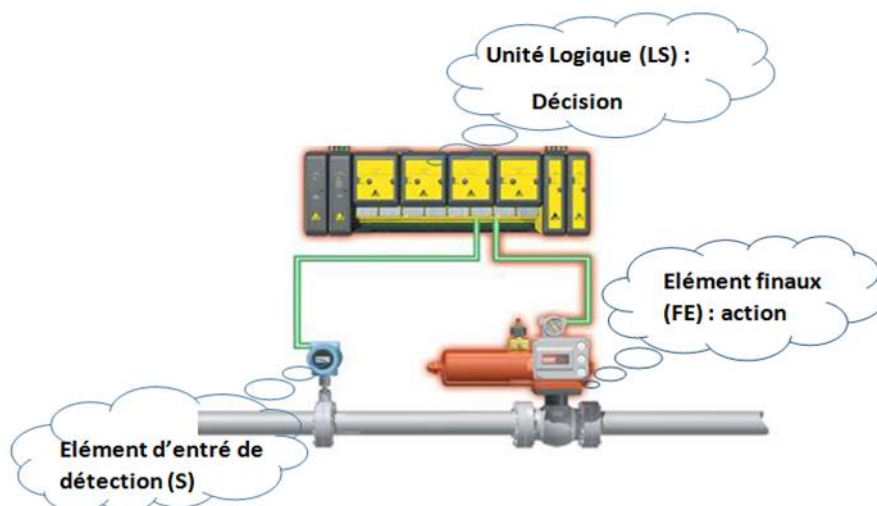 Unité Logique (LS) :
Décision
Elément finaux
(FE) : action
Elément d’entré de
détection (S)